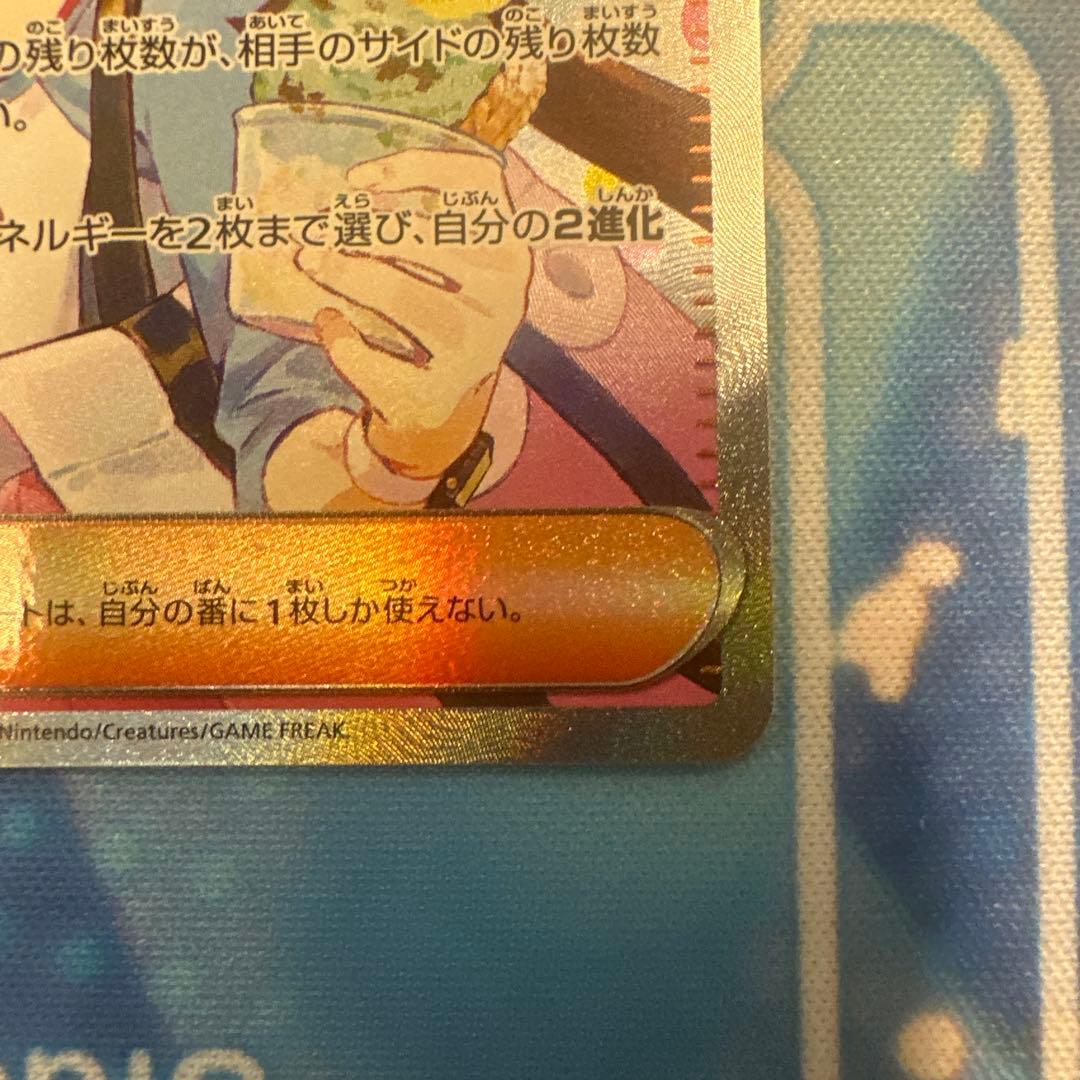 の残り枚数が、相手のサイドの残り枚数
い。
ネルギーを2枚まで選び、自分の2進化
トは、自分の番に1枚しか使えない。
Nintendo/Creatures/GAME FREAK.